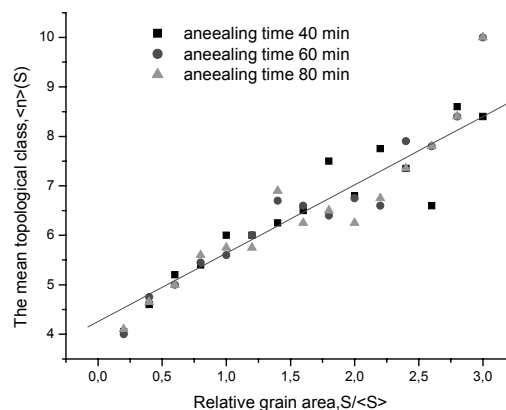 aneealing time 40 min
aneealing time 60 min
aneealing time 80 min
The mean topological class,<n>(S)
10
9
8
7
6
5
4
0,0 0,5 1,0 1,5 2,0 2,5 3,0
Relative grain area,S/<S>